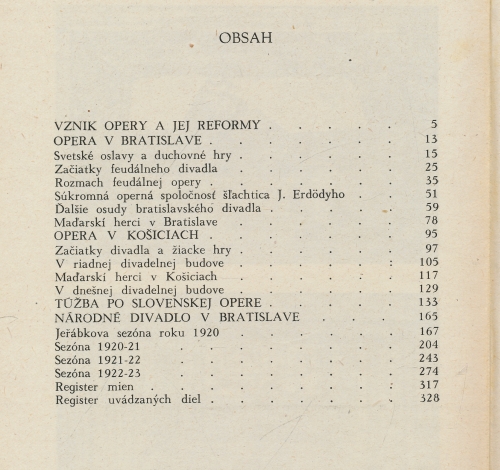 OBSAH
VZNIK OPERY A JEJ REFORMY . . . . . 5
OPERA V BRATISLAVE . . . . . . . 13
Svetské oslavy a duchovné hry . . . . . . 15
Začiatky feudálneho divadla . . . . . . 25
Rozmach feudálnej opery . . . . . . . 35
Súkromná operná spoločnosť šľachtica J. Erdödyho . . 51
Ďalšie osudy bratislavského divadla . . . . . 59
Maďarskí herci v Bratislave . . . . . . 78
OPERA V KOŠICIACH . . . . . . . 95
Začiatky divadla a žiacke hry . . . . . . 97
V riadnej divadelnej budove . . . . . . 105
Maďarskí herci v Košiciach . . . . . . 117
V dnešnej divadelnej budove . . . . . . 129
TÚŽBA PO SLOVENSKEJ OPERE . . . . . 133
NÁRODNÉ DIVADLO V BRATISLAVE . . . . 165
Jeřábkova sezóna roku 1920 . . . . . . 167
Sezóna 1920-21 . . . . . . . 204
Sezóna 1921-22 . . . . . . . 243
Sezóna 1922-23 . . . . . . . 274
Register mien . . . . . . . . 317
Register uvádzaných diel . . . . . . . 328